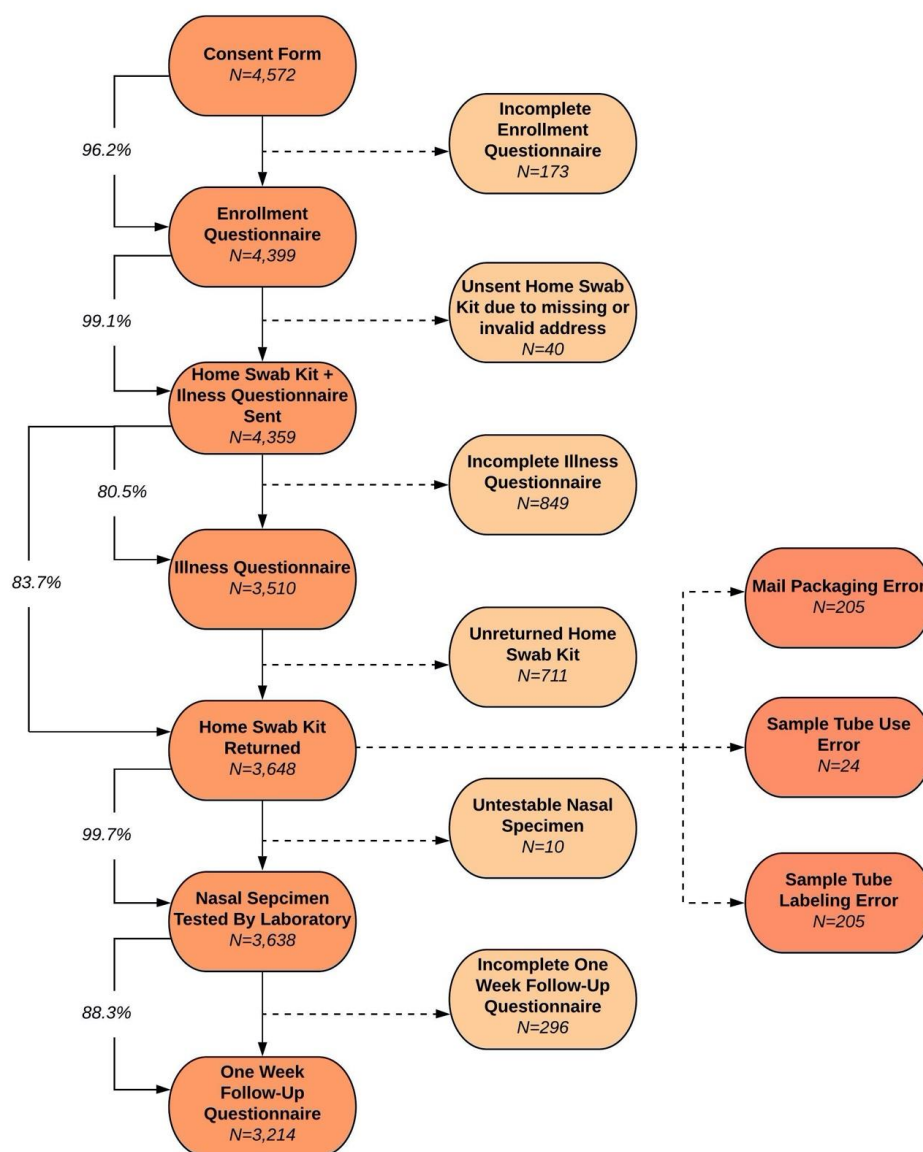 Consent Form
N=4,572
96.2%
Incomplete
Enrollment
Questionnaire
N=173
Enrollment
Questionnaire
N=4,399
99.1%
Unsent Home Swab
Kit due to missing or
invalid address
N=40
Home Swab Kit +
Ilness Questionnaire
Sent
N=4,359
80.5%
83.7%
Incomplete Illness
Questionnaire
N=849
Illness Questionnaire
N=3,510
Mail Packaging Error
N=205
Unreturned Home
Swab Kit
N=711
Home Swab Kit
Returned
N=3,648
Sample Tube Use
Error
N=24
99.7%
Untestable Nasal
Specimen
N=10
Nasal Sepcimen
Tested By Laboratory
N=3,638
Sample Tube
Labeling Error
N=205
88.3%
Incomplete One
Week Follow-Up
Questionnaire
N=296
One Week
Follow-Up
Questionnaire
N=3,214